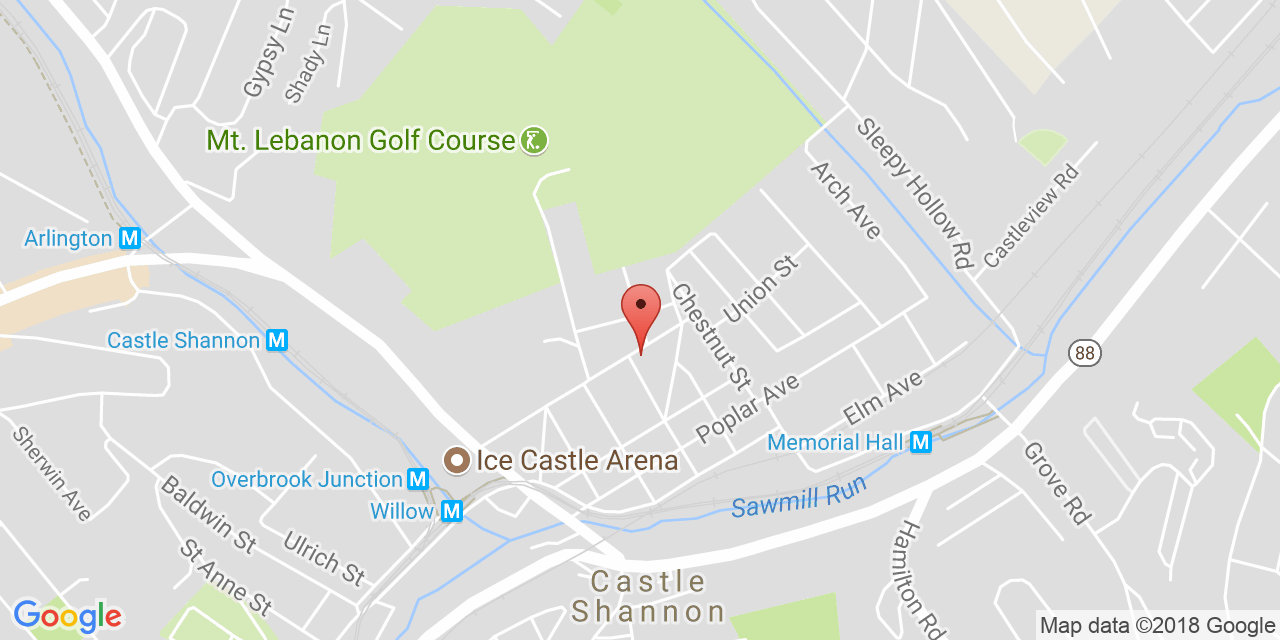 Gypsy Ln
Shady Ln
Mt. Lebanon Golf Course
Sleepy Hollow Rd
Arch Ave
Castleview Rd
Arlington M
Union St
Chestnut St
Castle Shannon M
88
Poplar Ave
Elm Ave
Memorial Hall M
Sherwin Ave
Ice Castle Arena
Overbrook Junction M
Grove Rd
Willow M
Sawmill Run
Baldwin St
Ulrich St
St Anne St
Hamilton Rd
Castle
Shannon
Google
Map data ©2018 Google